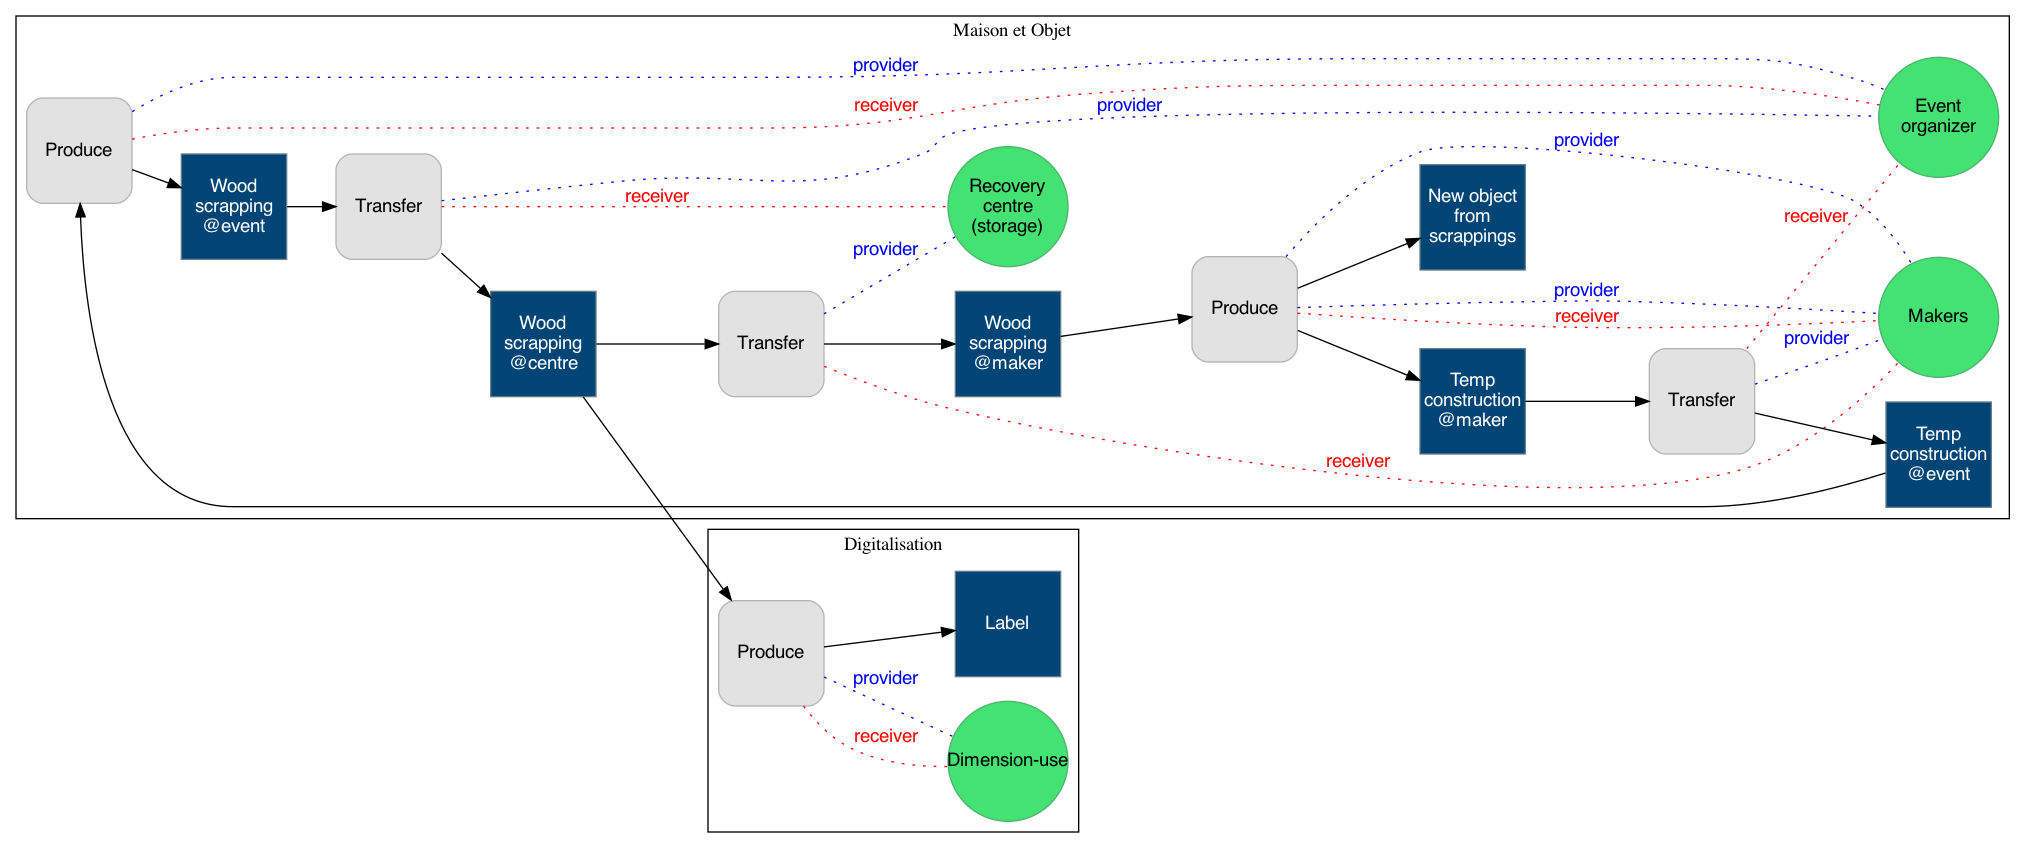 Maison et Objet
provider
receiver
provider
Event
organizer
Produce
Wood
scrapping
@event
Transfer
receiver
Recovery
centre
(storage)
provider
provider
New object
from
scrappings
receiver
Wood
scrapping
@centre
Transfer
Wood
scrapping
@maker
Produce
provider
receiver
Makers
provider
Temp
construction
@maker
Transfer
receiver
Temp
construction
@event
Digitalisation
Produce
Label
provider
receiver
Dimension-use